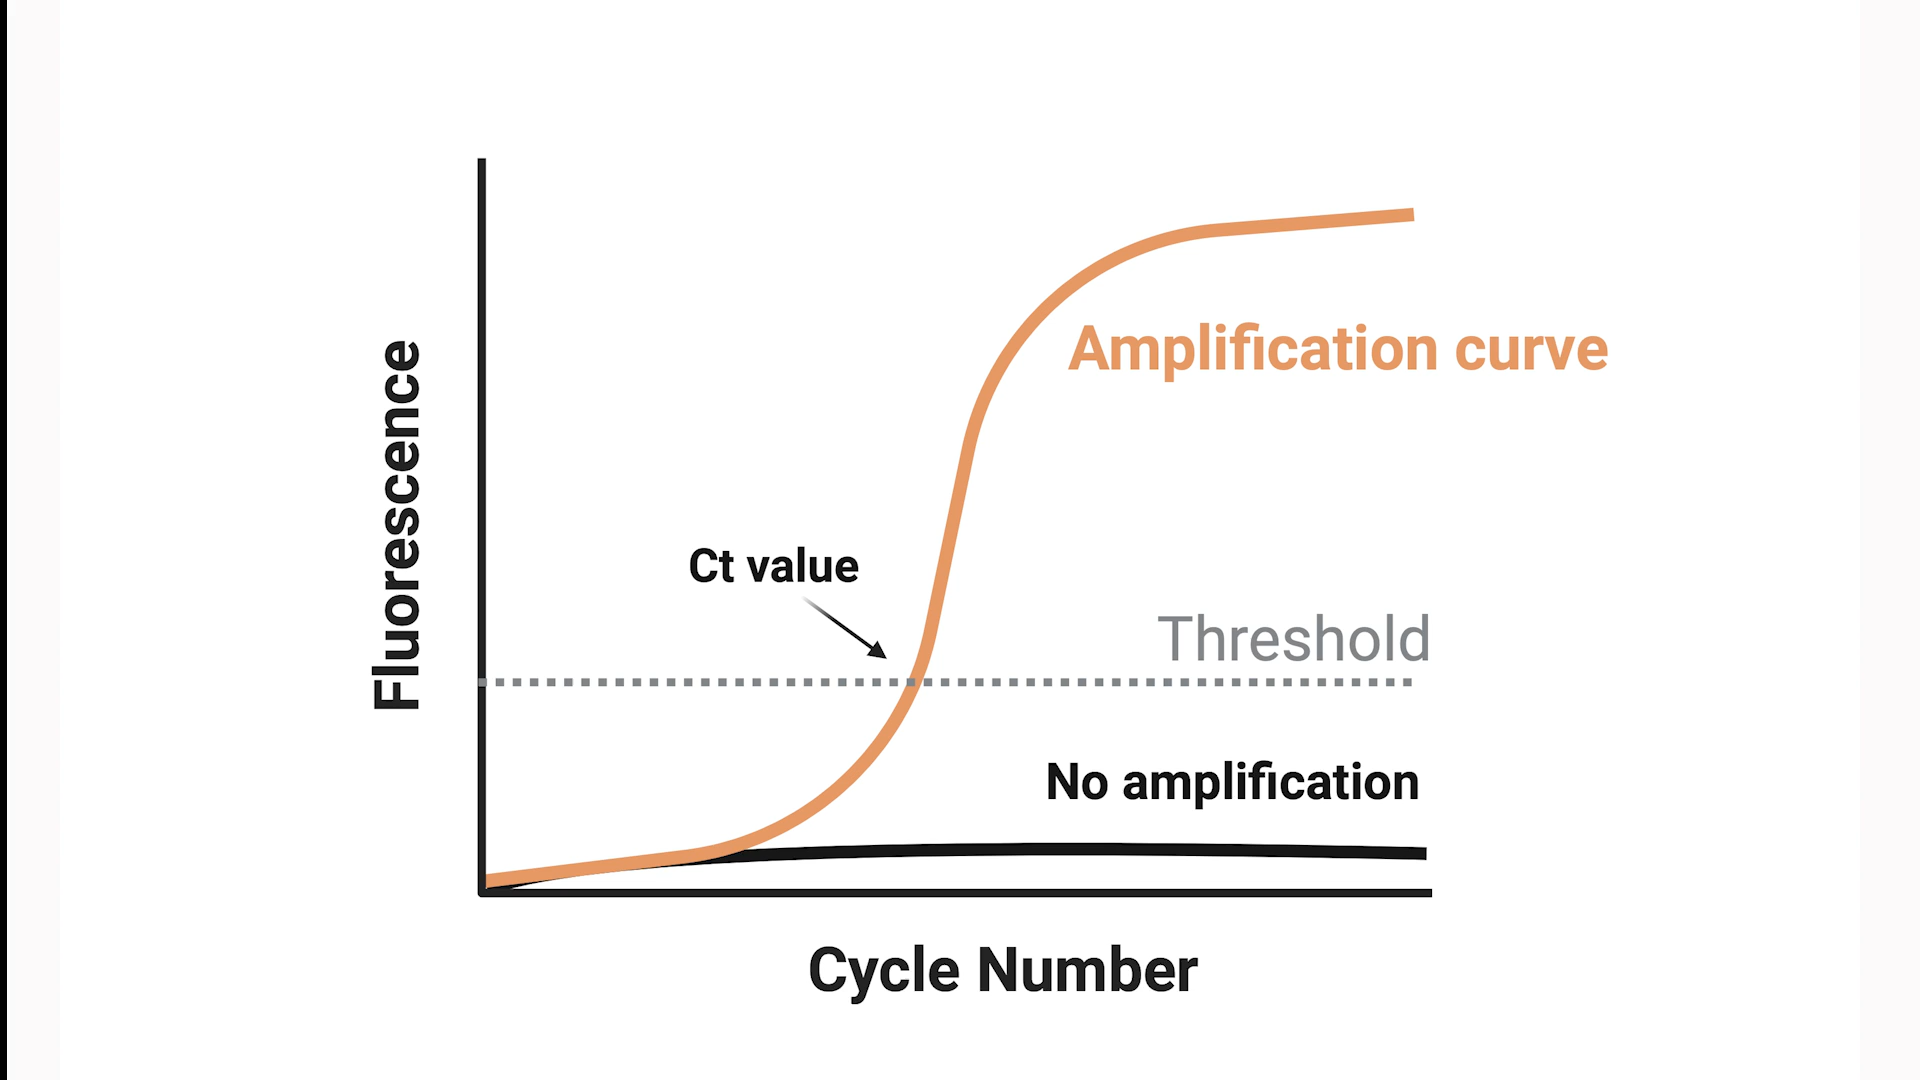 Amplification curve
Fluorescence
Ct value
Threshold
No amplification
Cycle Number